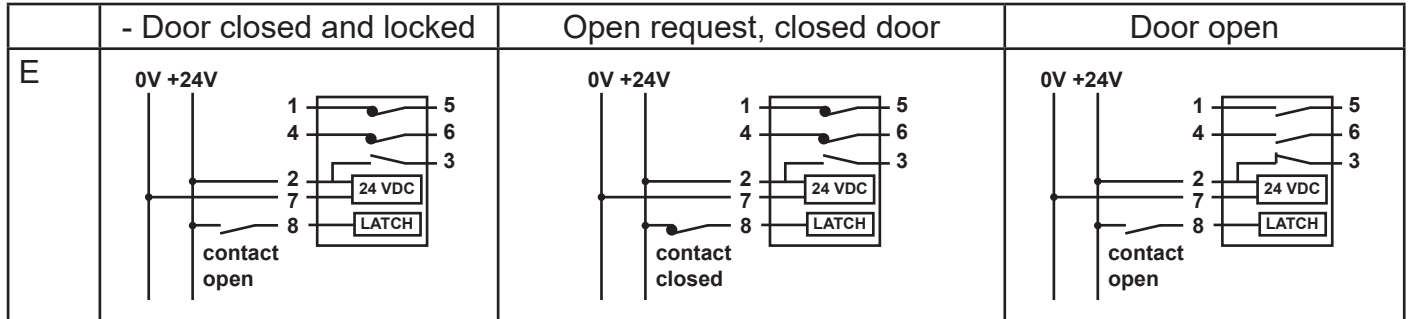 - Door closed and locked
Open request, closed door
Door open
E
0V +24V
1
5
4
6
3
2
24 VDC
7
8
LATCH
contact
open
0V +24V
1
5
4
6
3
2
24 VDC
7
8
LATCH
contact
closed
0V +24V
1
5
4
6
3
2
24 VDC
7
8
LATCH
contact
open